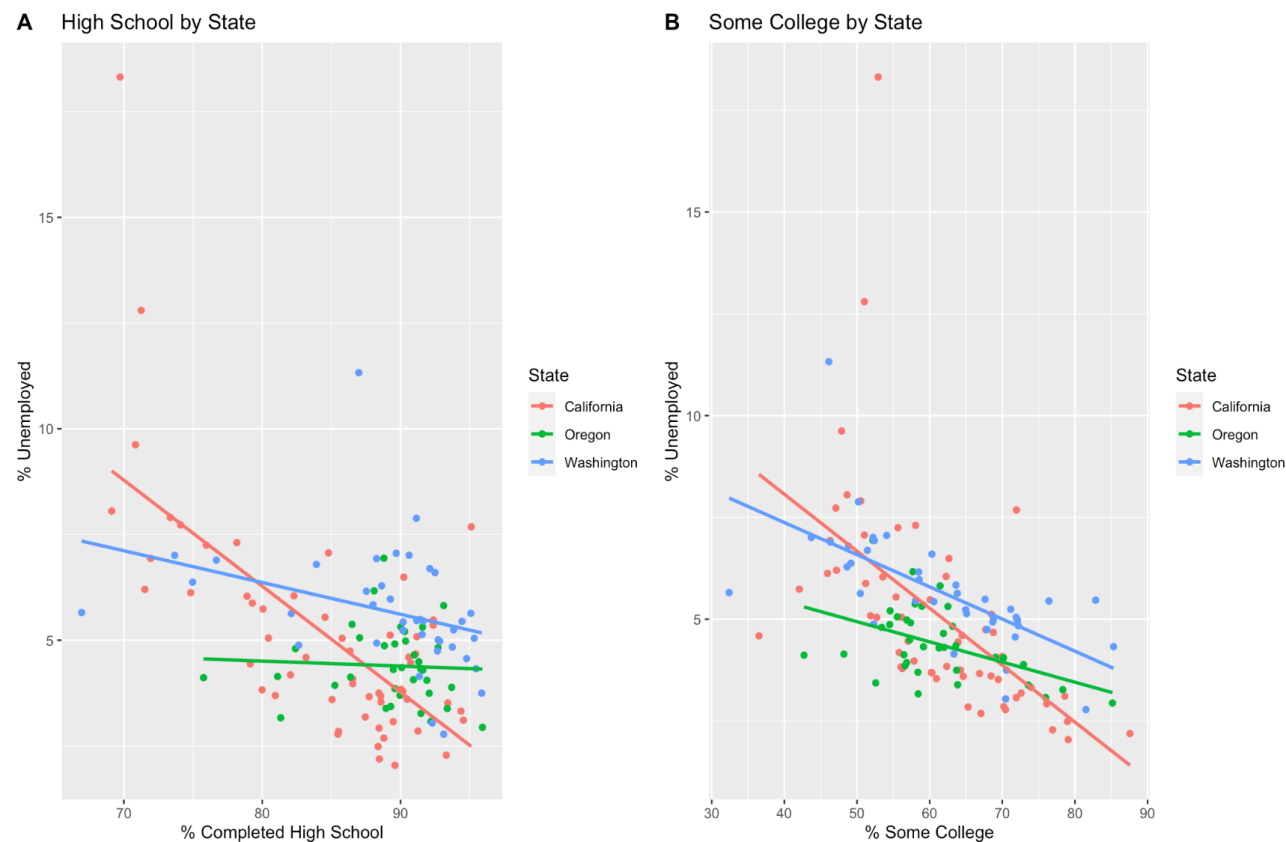 A High School by State
% Unemployed
15
10
5
70 80 90
% Completed High School
State
California
Oregon
Washington
B Some College by State
% Unemployed
15
10
5
30 40 50 60 70 80 90
% Some College
State
California
Oregon
Washington